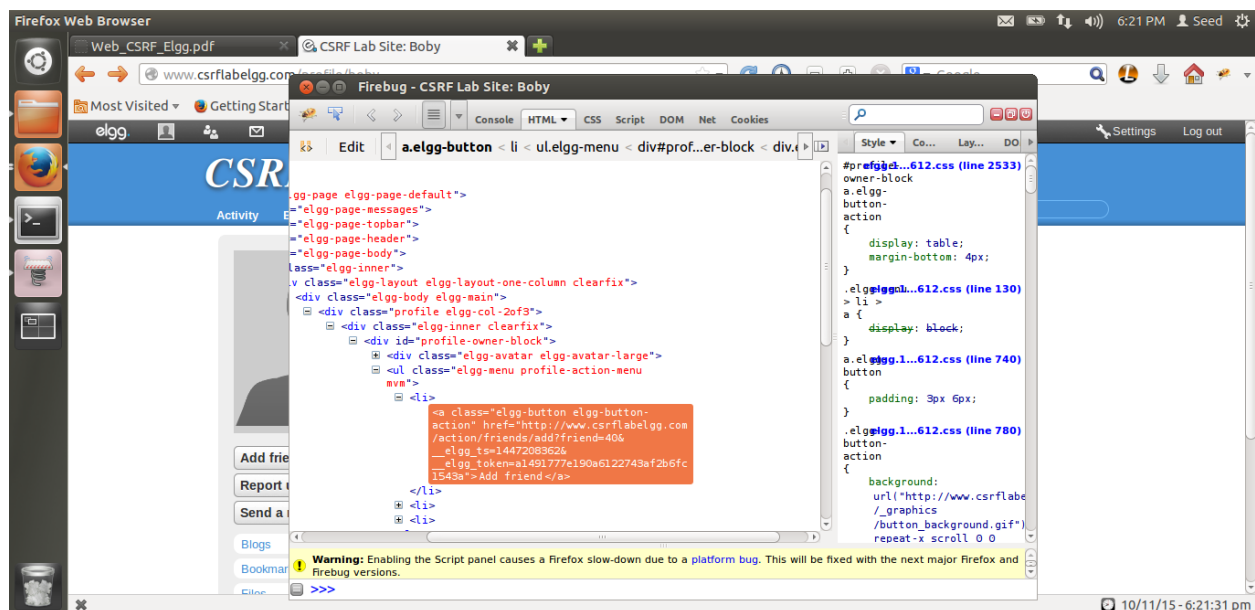 Firefox Web Browser
6:21 PM Seed
Web_CSRF_Elgg.pdf
CSRF Lab Site: Boby
www.csrflabelgg.com/profile/boby
Google
Most Visited
Getting Start
Firebug - CSRF Lab Site: Boby
Console HTML CSS Script DOM Net Cookies
Edit a.elgg-button < li < ul.elgg-menu < div#prof...er-block < div.e
Style Co... Lay... DO
elgg.
Settings Log out
CSR
Activity
.gg-page elgg-page-default">
="elgg-page-messages">
="elgg-page-topbar">
="elgg-page-header">
="elgg-page-body">
lass="elgg-inner">
v class="elgg-layout elgg-layout-one-column clearfix">
<div class="elgg-body elgg-main">
<div class="profile elgg-col-2of3">
<div class="elgg-inner clearfix">
<div id="profile-owner-block">
<div class="elgg-avatar elgg-avatar-large">
<ul class="elgg-menu profile-action-menu
mvm">
<li>
<a class="elgg-button elgg-button-
action" href="http://www.csrflabelgg.com
/action/friends/add?friend=40&
__elgg_ts=1447208362&
__elgg_token=a1491777e190a6122743af2b6fc
1543a">Add friend</a>
</li>
<li>
<li>
elgg.1...612.css (line 2533)
owner-block
a.elgg-
button-
action
{
display: table;
margin-bottom: 4px;
}
elgg.1...612.css (line 130)
> li >
a {
display: block;
}
elgg.1...612.css (line 740)
button
{
padding: 3px 6px;
}
elgg.1...612.css (line 780)
button-
action
{
background:
url("http://www.csrflabe
/_graphics
/button_background.gif")
repeat-x scroll 0 0
Add frie
Report
Send a
Blogs
Bookmar
Files
Warning: Enabling the Script panel causes a Firefox slow-down due to a platform bug. This will be fixed with the next major Firefox and
Firebug versions.
>>>
10/11/15 - 6:21:31 pm